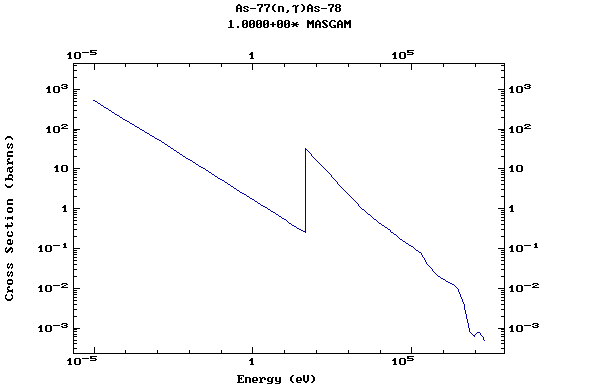 As-77(n,γ)As-78
1.0000+00* MASGAM
10⁻⁵ 1 10⁵
10³ 10³
10² 10²
10 10
1 1
10⁻¹ 10⁻¹
10⁻² 10⁻²
10⁻³ 10⁻³
10⁻⁵ 1 10⁵
Cross Section (barns)
Energy (eV)